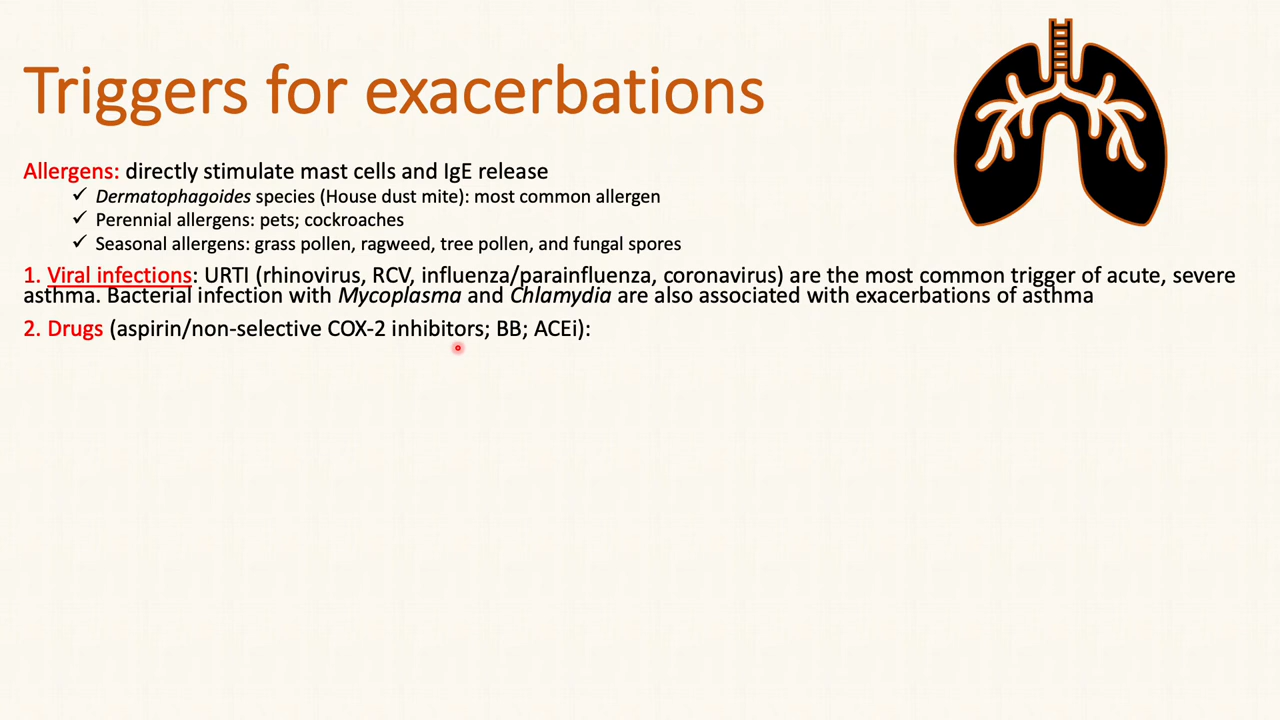 Triggers for exacerbations
Allergens: directly stimulate mast cells and IgE release
✓ Dermatophagoides species (House dust mite): most common allergen
✓ Perennial allergens: pets; cockroaches
✓ Seasonal allergens: grass pollen, ragweed, tree pollen, and fungal spores
1. Viral infections: URTI (rhinovirus, RCV, influenza/parainfluenza, coronavirus) are the most common trigger of acute, severe
asthma. Bacterial infection with Mycoplasma and Chlamydia are also associated with exacerbations of asthma
2. Drugs (aspirin/non-selective COX-2 inhibitors; BB; ACEi):